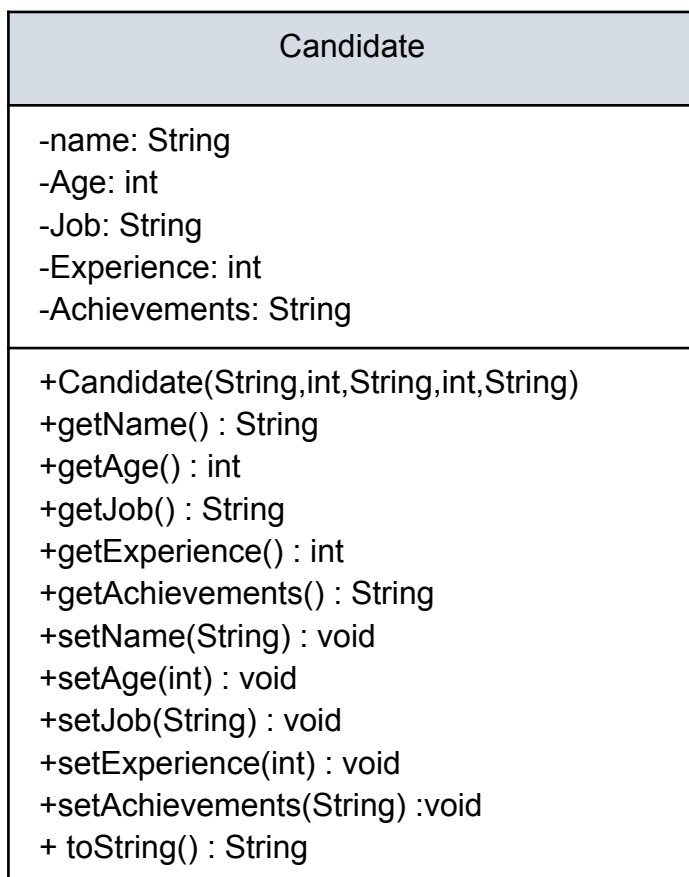 Candidate
-name: String
-Age: int
-Job: String
-Experience: int
-Achievements: String
+Candidate(String,int,String,int,String)
+getName() : String
+getAge() : int
+getJob() : String
+getExperience() : int
+getAchievements() : String
+setName(String) : void
+setAge(int) : void
+setJob(String) : void
+setExperience(int) : void
+setAchievements(String) :void
+ toString() : String